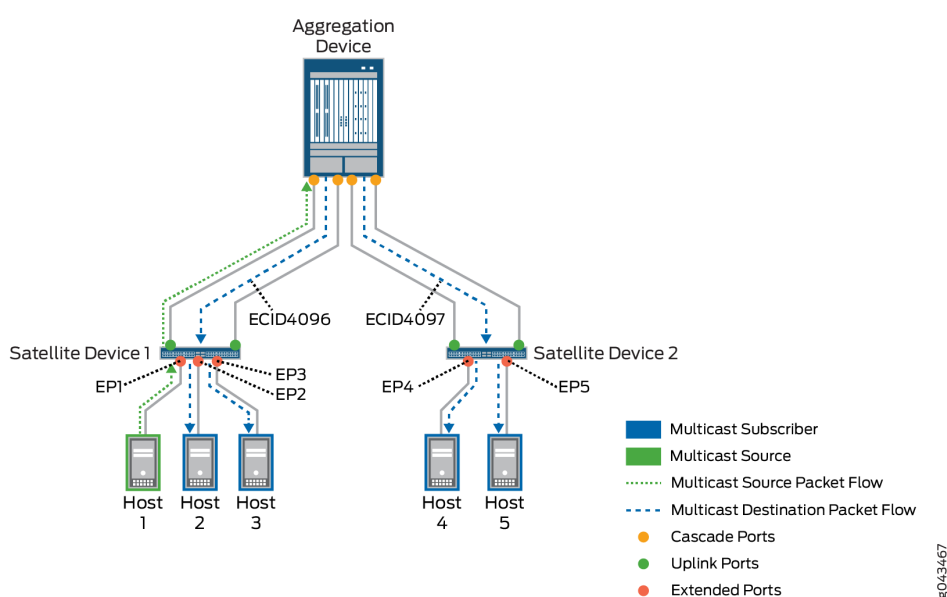 Aggregation
Device
ECID4096
ECID4097
Satellite Device 1
Satellite Device 2
EP1
EP3
EP2
EP4
EP5
Host
1
Host
2
Host
3
Host
4
Host
5
Multicast Subscriber
Multicast Source
Multicast Source Packet Flow
Multicast Destination Packet Flow
Cascade Ports
Uplink Ports
Extended Ports
g043467